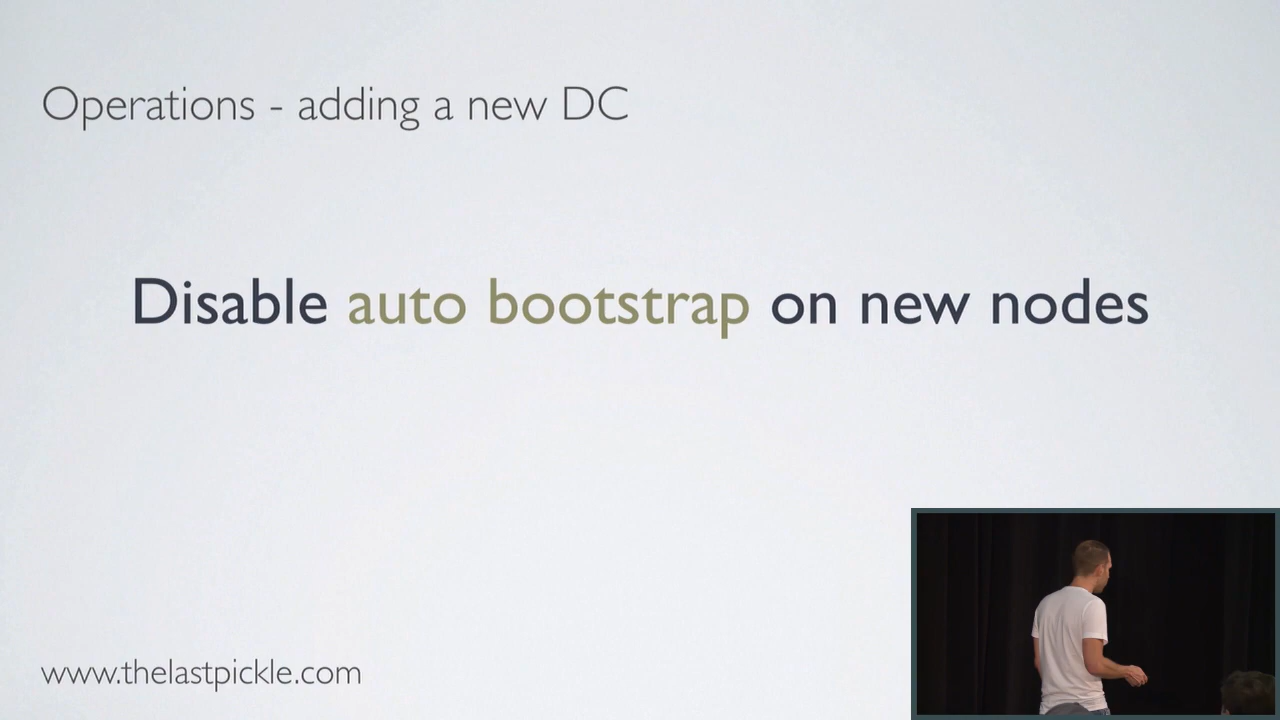 Operations - adding a new DC
Disable auto bootstrap on new nodes
www.thelastpickle.com